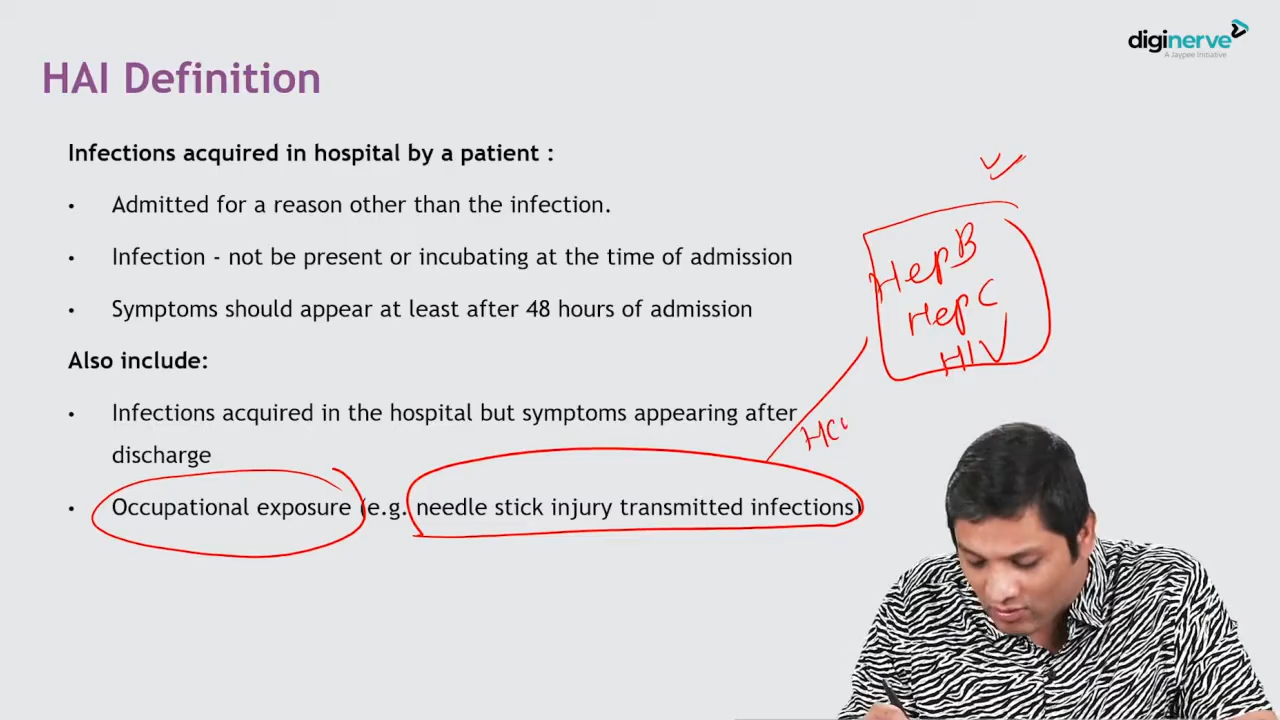 diginerve
A Jaypee Initiative
HAI Definition
Infections acquired in hospital by a patient :
• Admitted for a reason other than the infection.
• Infection - not be present or incubating at the time of admission
• Symptoms should appear at least after 48 hours of admission
Also include:
• Infections acquired in the hospital but symptoms appearing after
discharge
• Occupational exposure (e.g. needle stick injury transmitted infections)
HepB
HepC
HIV